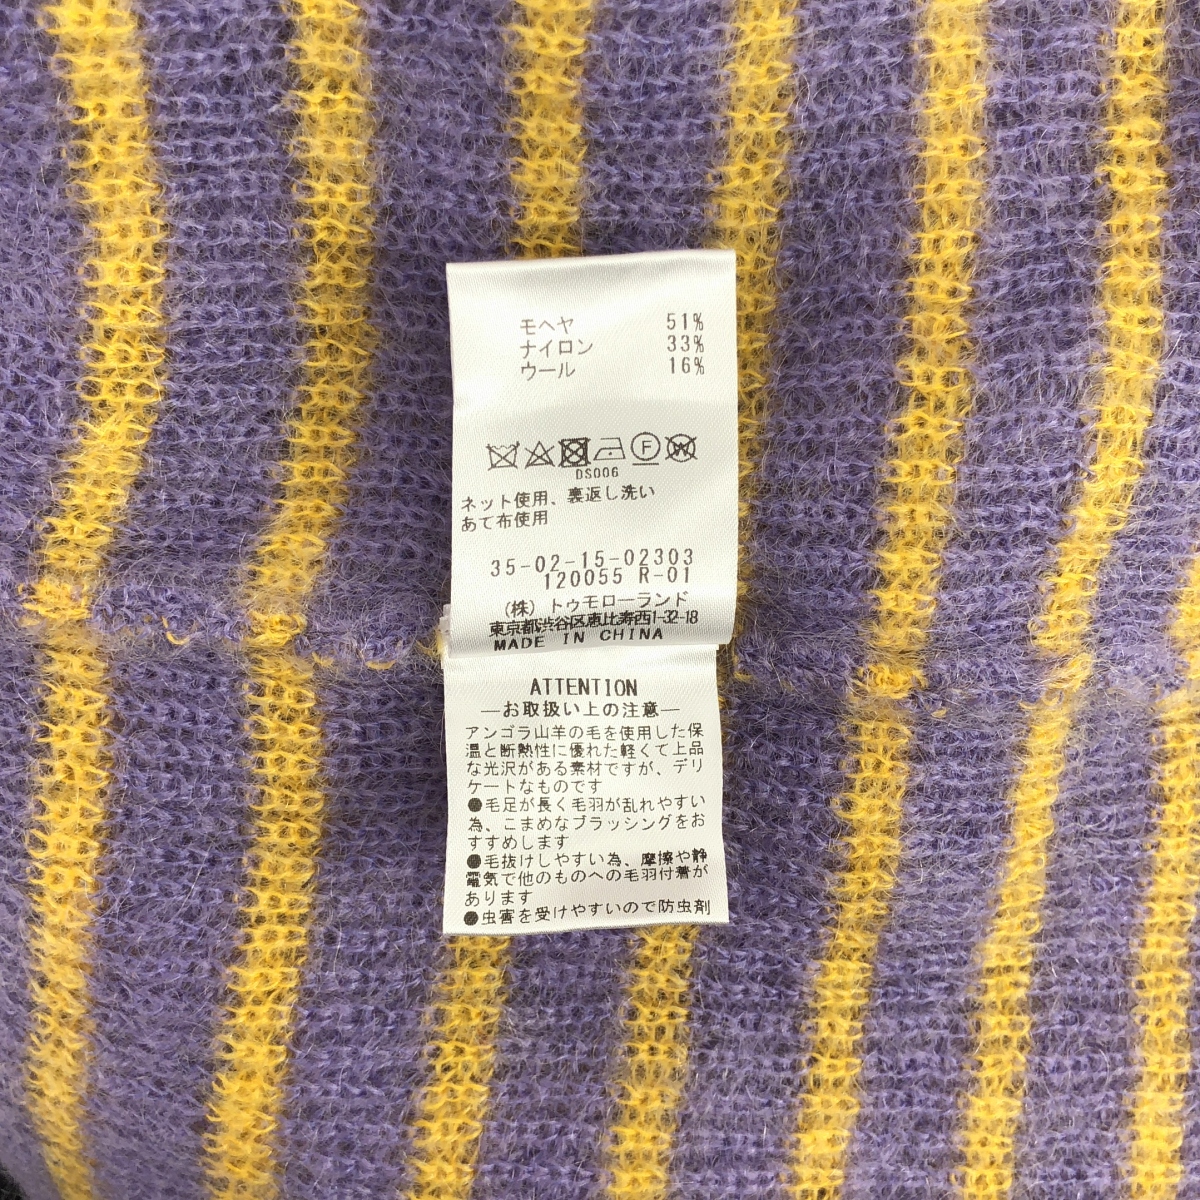 モヘヤ 51%
ナイロン 33%
ウール 16%
DS006
ネット使用、裏返し洗い
あて布使用
35-02-15-02303
120055 R-01
(株) トゥモローランド
東京都渋谷区恵比寿西1-32-18
MADE IN CHINA
ATTENTION
―お取扱い上の注意―
アンゴラ山羊の毛を使用した保
温と断熱性に優れた軽くて上品
な光沢がある素材ですが、デリ
ケートなものです
●毛足が長く毛羽が乱れやすい
為、こまめなブラッシングをお
すすめします
●毛抜けしやすい為、摩擦や静
電気で他のものへの毛羽付着が
あります
●虫害を受けやすいので防虫剤